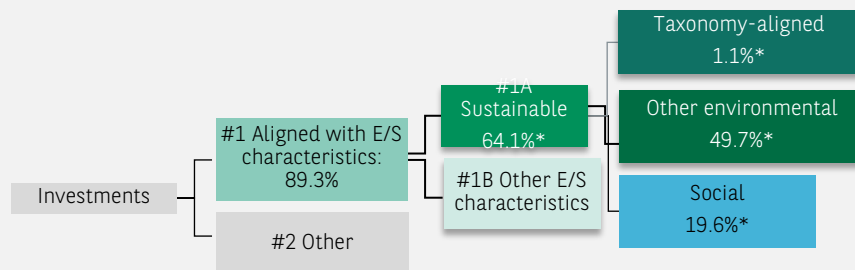 Investments
#1 Aligned with E/S
characteristics:
89.3%
#2 Other
#1A
Sustainable
64.1%*
#1B Other E/S
characteristics
Taxonomy-aligned
1.1%*
Other environmental
49.7%*
Social
19.6%*